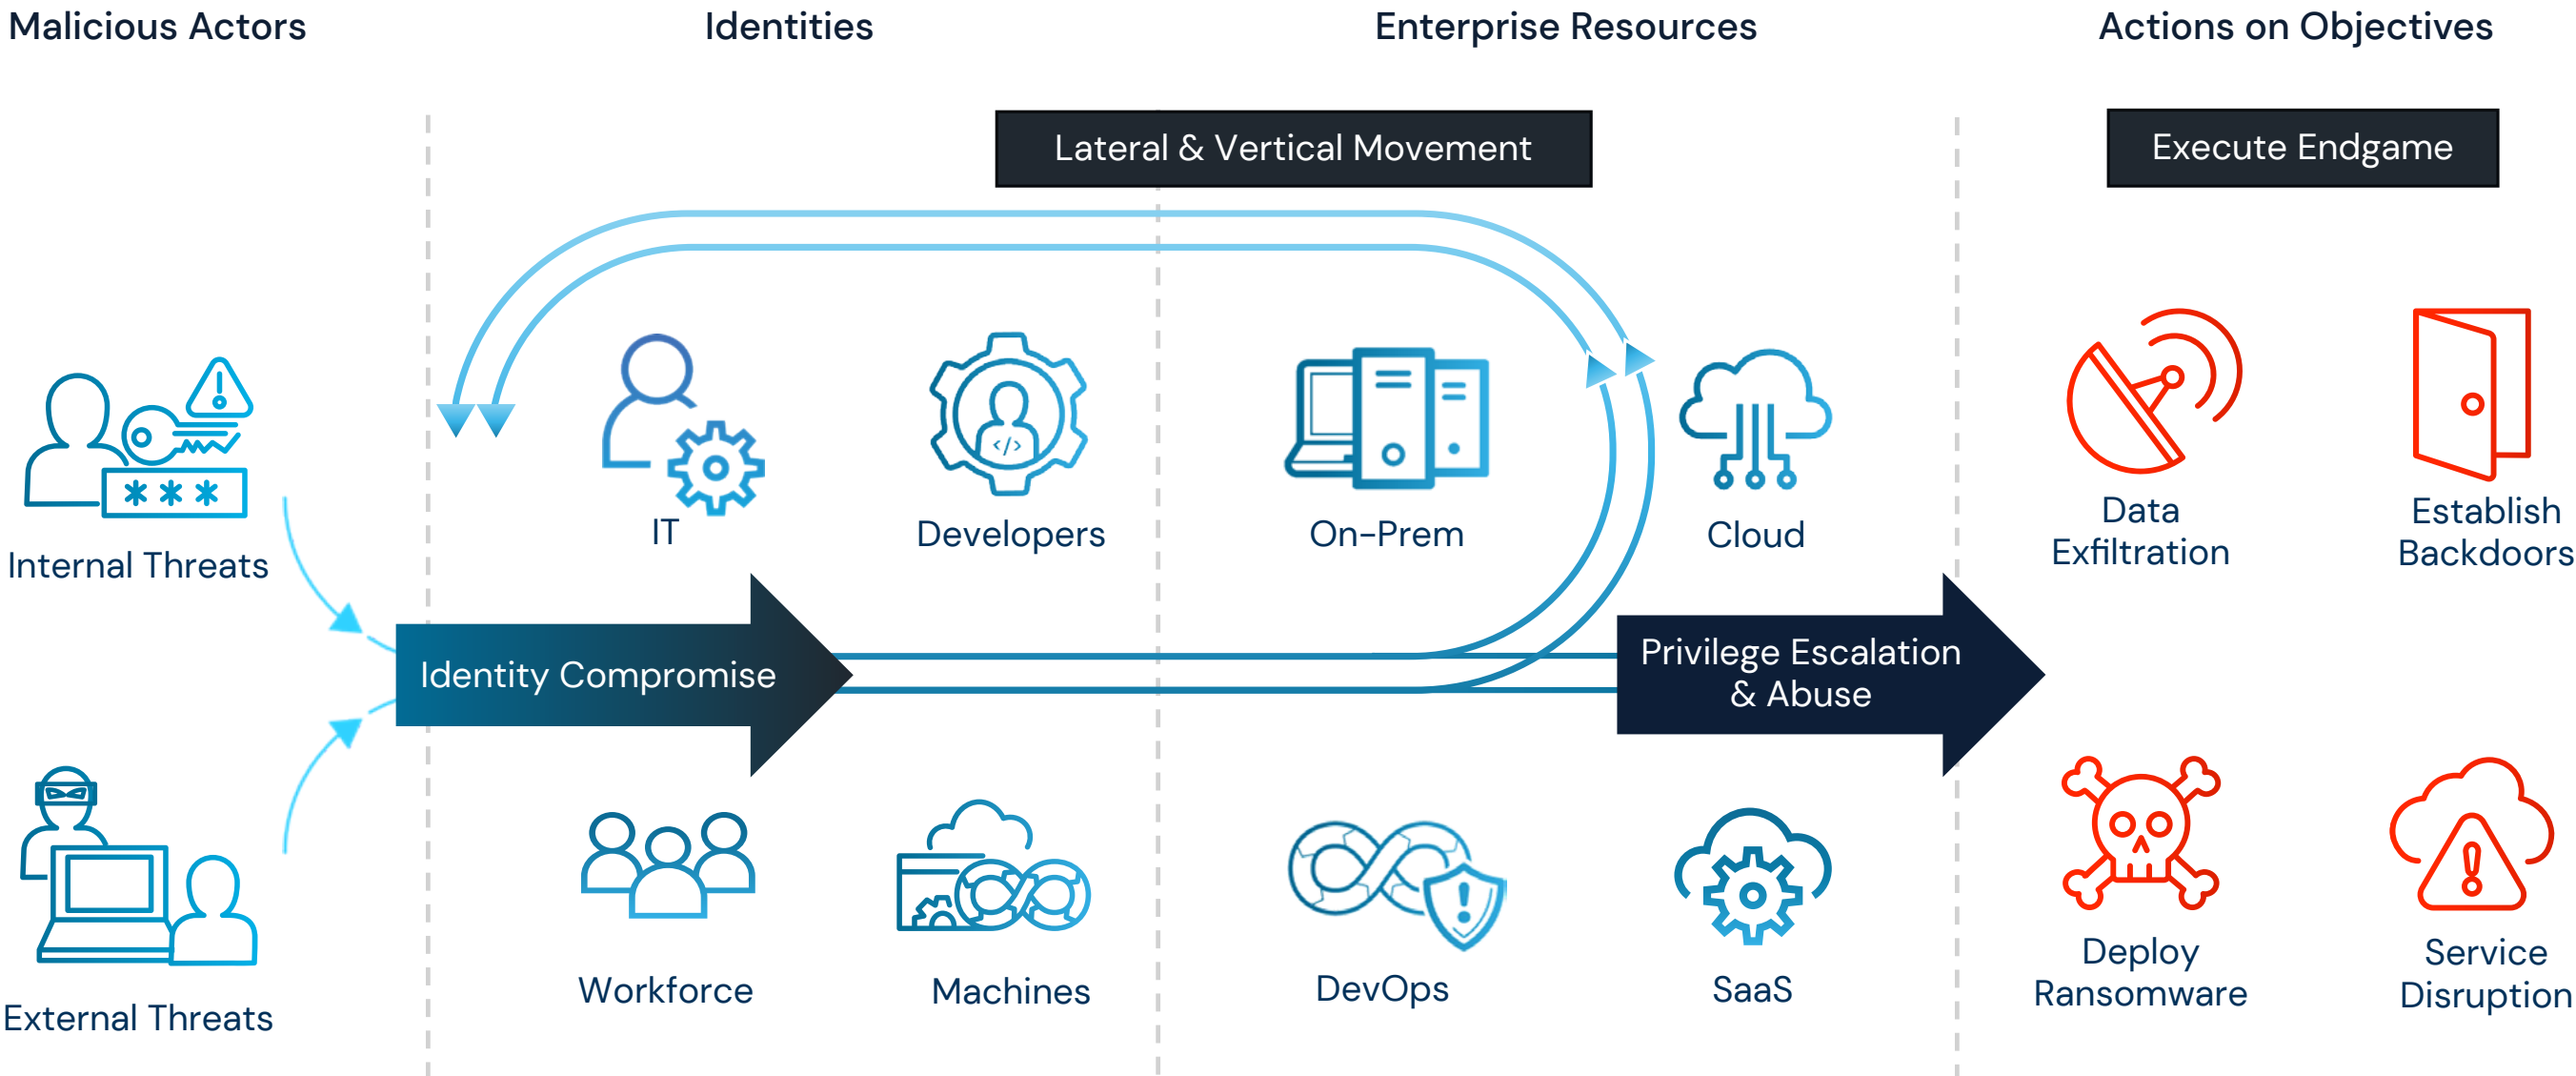 Malicious Actors
Identities
Enterprise Resources
Actions on Objectives
Lateral & Vertical Movement
Execute Endgame
***
</>
Internal Threats
IT
Developers
On-Prem
Cloud
Data
Exfiltration
Establish
Backdoors
Identity Compromise
Privilege Escalation
& Abuse
External Threats
Workforce
Machines
DevOps
SaaS
Deploy
Ransomware
Service
Disruption